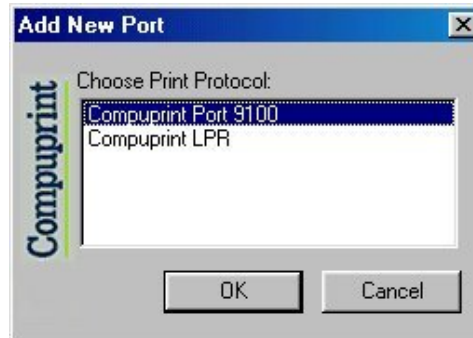 Add New Port
Compuprint
Choose Print Protocol:
Compuprint Port 9100
Compuprint LPR
OK
Cancel